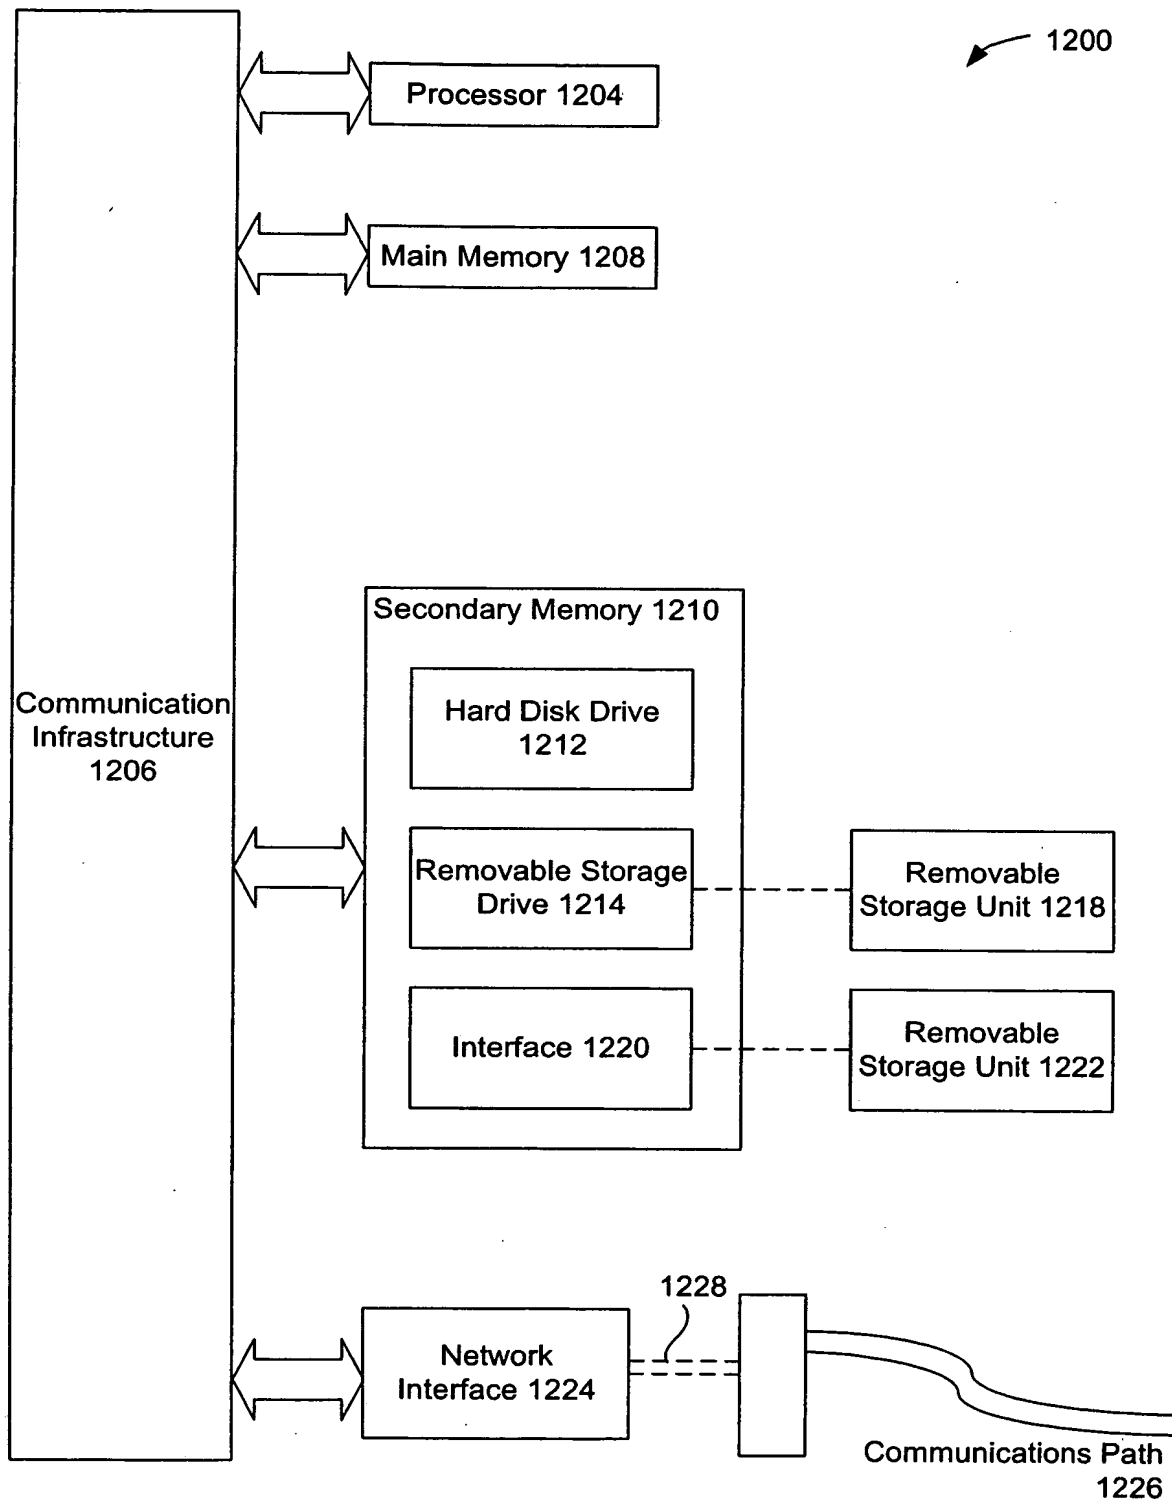 1200
Processor 1204
Main Memory 1208
Communication
Infrastructure
1206
Secondary Memory 1210
Hard Disk Drive
1212
Removable Storage
Drive 1214
Removable
Storage Unit 1218
Interface 1220
Removable
Storage Unit 1222
1228
Network
Interface 1224
Communications Path
1226